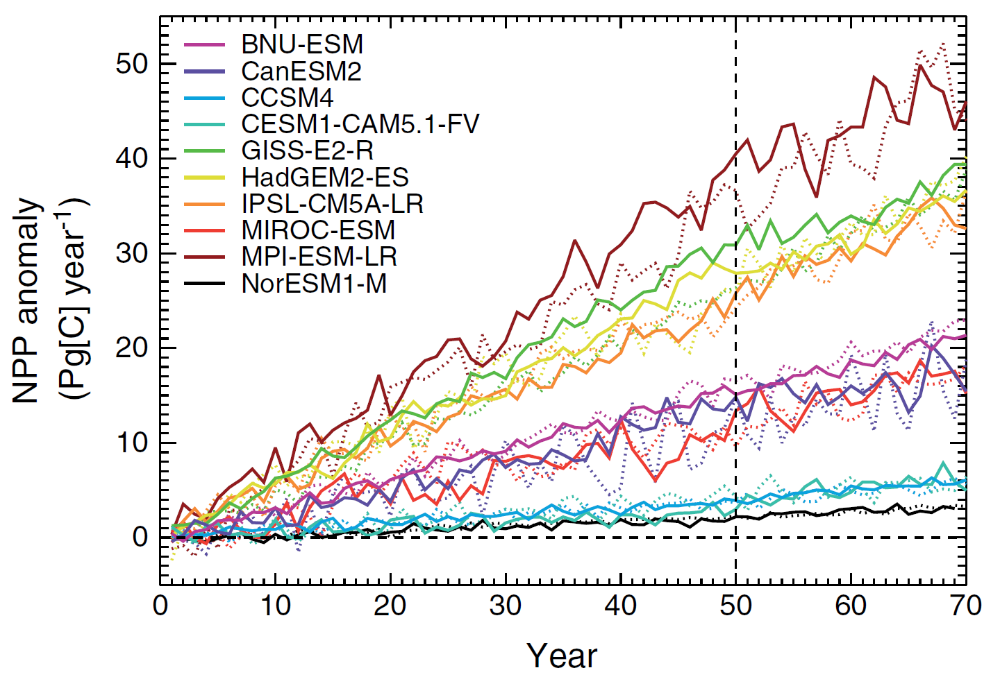 BNU-ESM
CanESM2
CCSM4
CESM1-CAM5.1-FV
GISS-E2-R
HadGEM2-ES
IPSL-CM5A-LR
MIROC-ESM
MPI-ESM-LR
NorESM1-M
NPP anomaly
(Pg[C] year-1)
50
40
30
20
10
0
0 10 20 30 40 50 60 70
Year